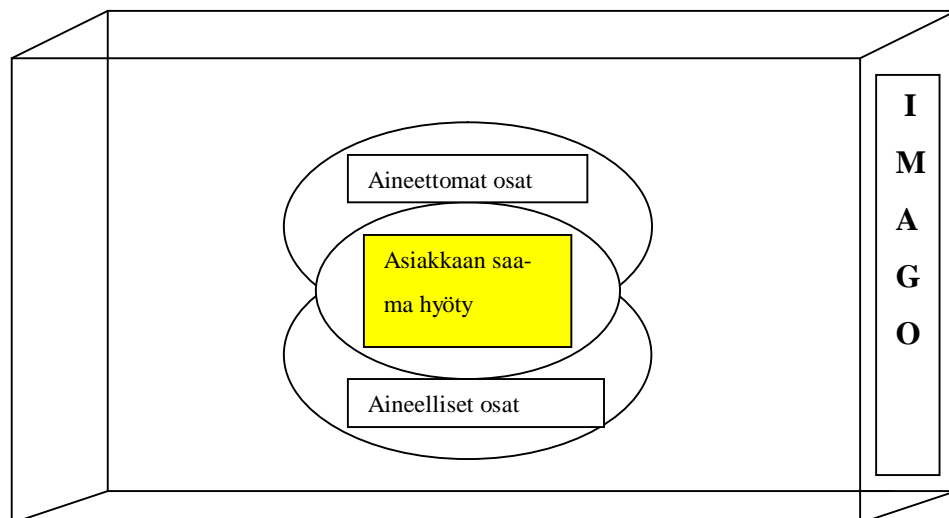 Aineettomat osat
Asiakkaan saa-
ma hyöty
Aineelliset osat
I
M
A
G
O